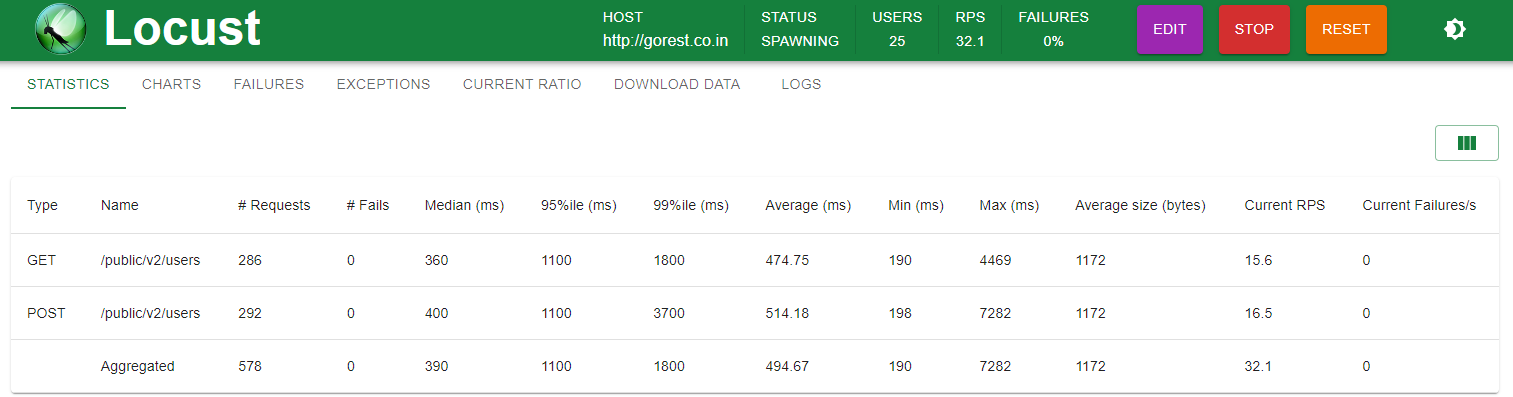 Locust
HOST
http://gorest.co.in
STATUS
SPAWNING
USERS
25
RPS
32.1
FAILURES
0%
EDIT
STOP
RESET
STATISTICS CHARTS FAILURES EXCEPTIONS CURRENT RATIO DOWNLOAD DATA LOGS
Type Name # Requests # Fails Median (ms) 95%ile (ms) 99%ile (ms) Average (ms) Min (ms) Max (ms) Average size (bytes) Current RPS Current Failures/s
GET /public/v2/users 286 0 360 1100 1800 474.75 190 4469 1172 15.6 0
POST /public/v2/users 292 0 400 1100 3700 514.18 198 7282 1172 16.5 0
Aggregated 578 0 390 1100 1800 494.67 190 7282 1172 32.1 0